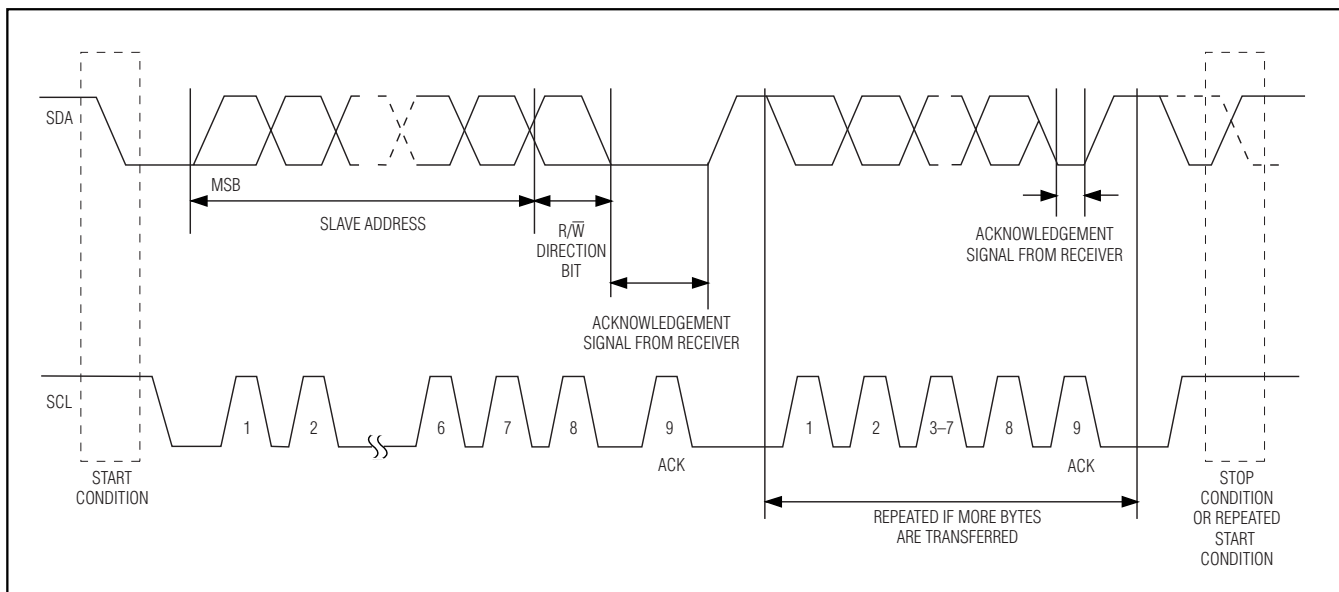 SDA
MSB
SLAVE ADDRESS
R/W̅
DIRECTION
BIT
ACKNOWLEDGEMENT
SIGNAL FROM RECEIVER
ACKNOWLEDGEMENT
SIGNAL FROM RECEIVER
SCL
1
2
6
7
8
9
1
2
3–7
8
9
ACK
ACK
START
CONDITION
REPEATED IF MORE BYTES
ARE TRANSFERRED
STOP
CONDITION
OR REPEATED
START
CONDITION